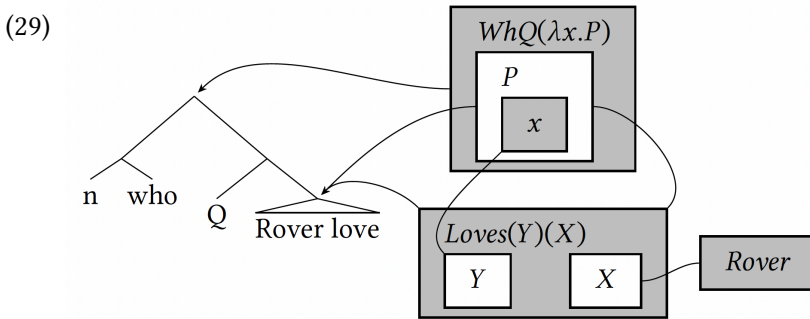 (29)
WhQ(λx.P)
P
x
n who
Q
Rover love
Loves(Y)(X)
Y X
Rover